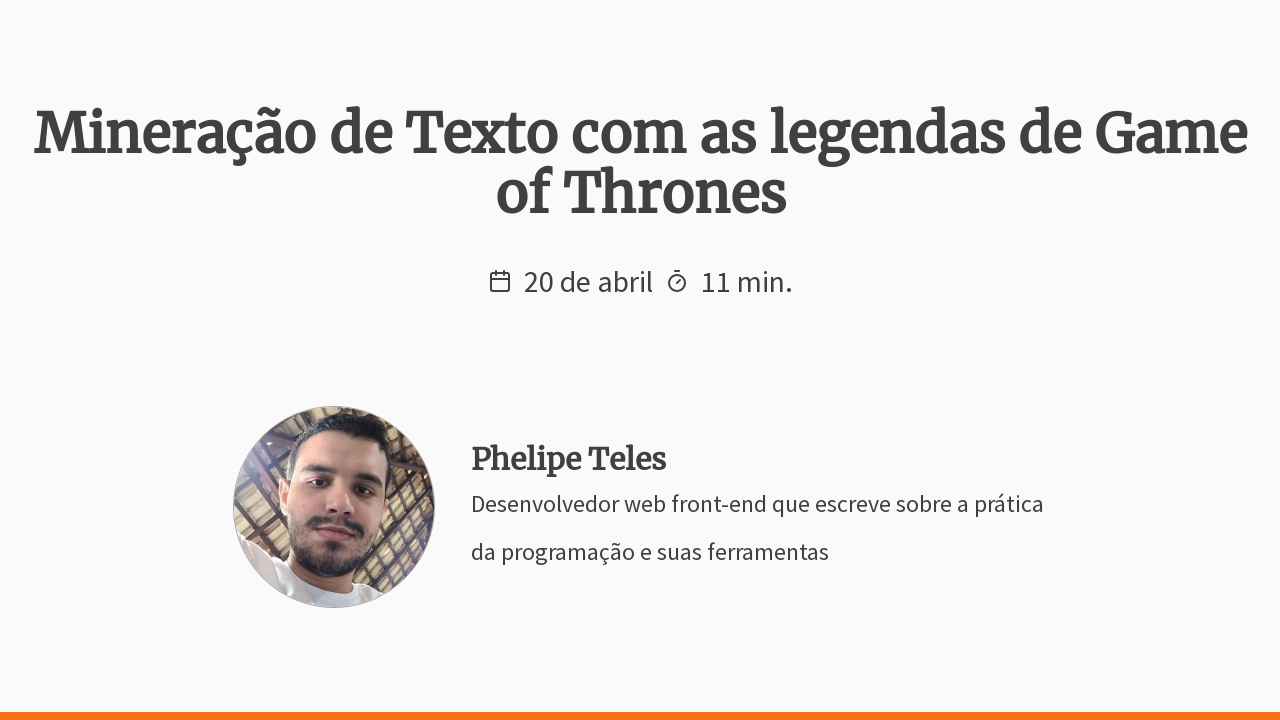 Mineração de Texto com as legendas de Game
of Thrones
20 de abril 11 min.
Phelipe Teles
Desenvolvedor web front-end que escreve sobre a prática
da programação e suas ferramentas